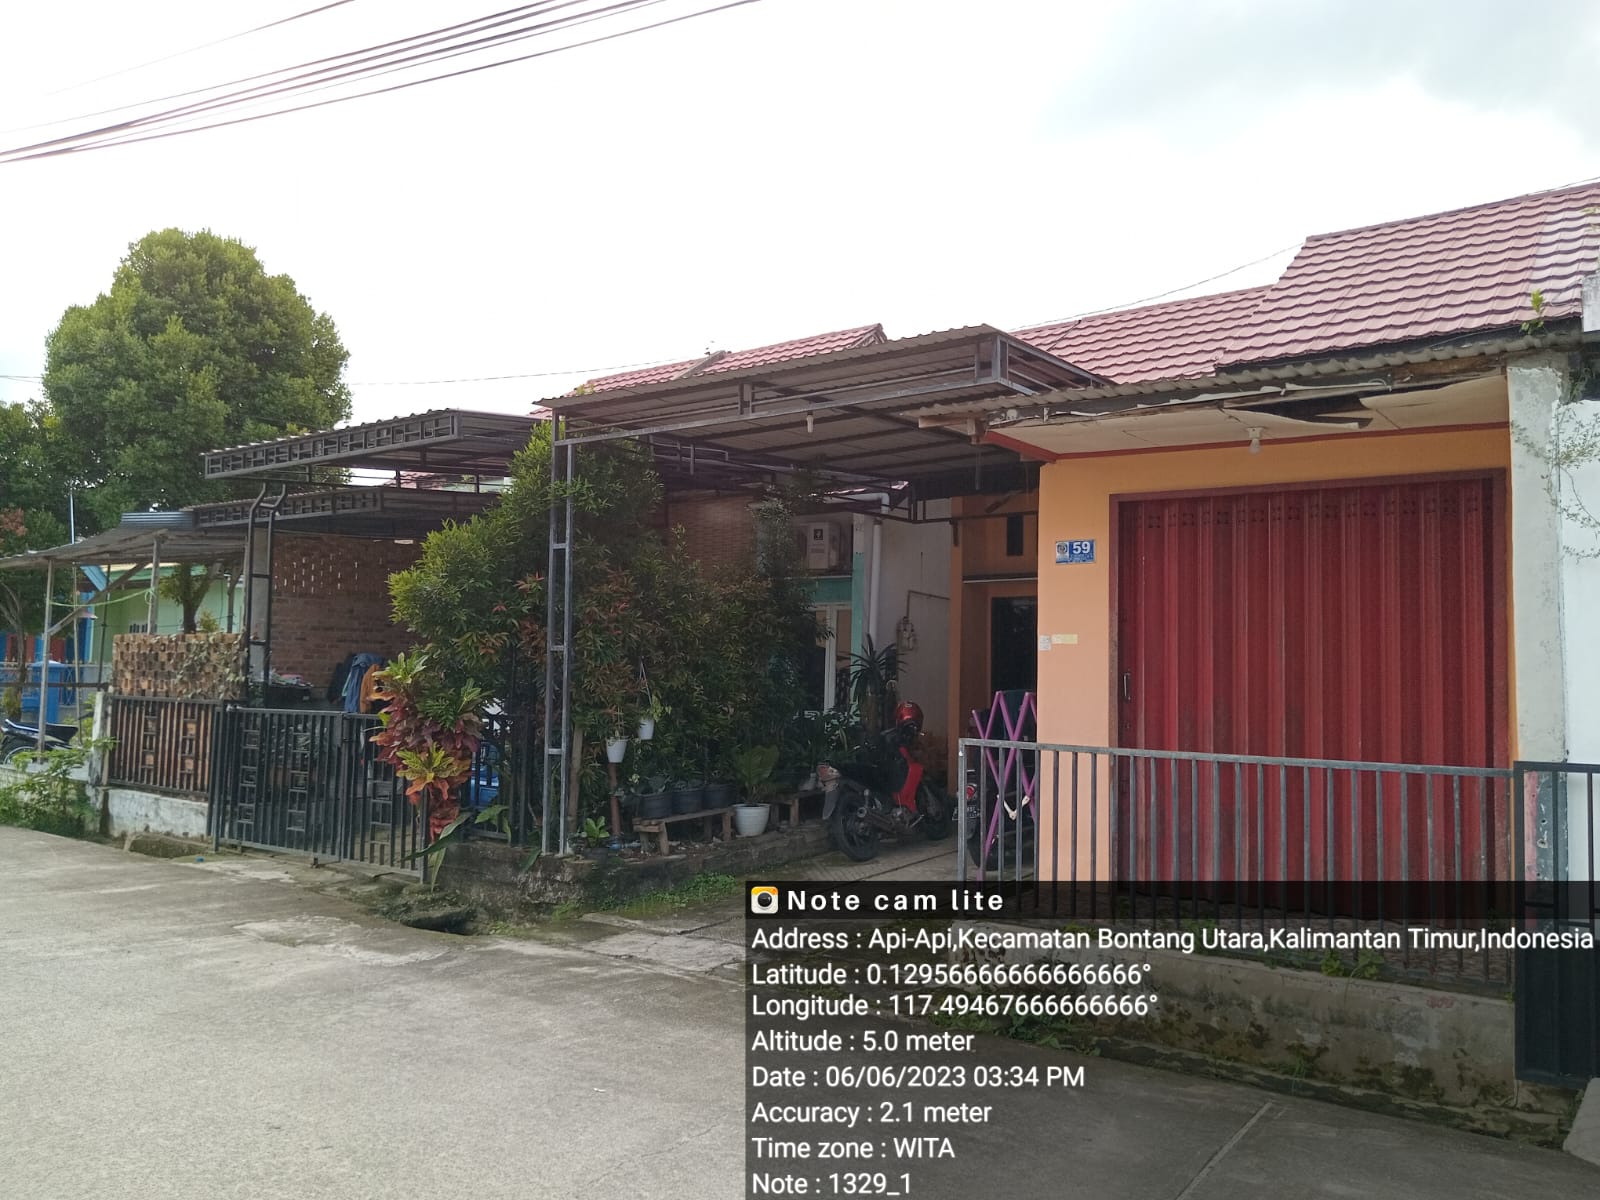 59
Note cam lite
Address : Api-Api,Kecamatan Bontang Utara,Kalimantan Timur,Indonesia
Latitude : 0.12956666666666666°
Longitude : 117.49467666666666°
Altitude : 5.0 meter
Date : 06/06/2023 03:34 PM
Accuracy : 2.1 meter
Time zone : WITA
Note : 1329_1